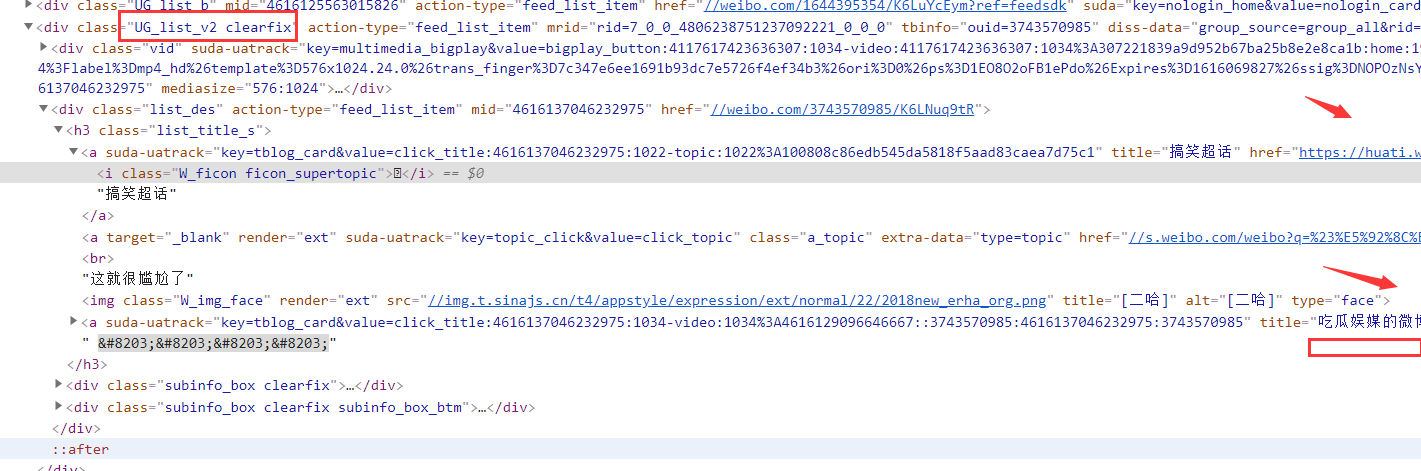 <div class="UG_list_b" mid="4616125563015826" action-type="feed_list_item" href="//weibo.com/1644395354/K6LuYcEym?ref=feedsdk" suda="key=nologin_home&value=nologin_card
<div class="UG_list_v2 clearfix" action-type="feed_list_item" mrid="rid=7_0_0_4806238751237092221_0_0_0" tbinfo="ouid=3743570985" diss-data="group_source=group_all&rid=
<div class="vid" suda-uatrack="key=multimedia_bigplay&value=bigplay_button:4117617423636307:1034-video:4117617423636307:1034%3A307221839a9d952b67ba25b8e2e8ca1b:home:19
4%3Flabel%3Dmp4_hd%26template%3D576x1024.24.0%26trans_finger%3D7c347e6ee1691b93dc7e5726f4ef34b3%26ori%3D0%26ps%3D1EO8O2oFB1ePdo%26Expires%3D1616069827%26ssig%3DNOPOzNsY
6137046232975" mediasize="576:1024">…</div>
<div class="list_des" action-type="feed_list_item" mid="4616137046232975" href="//weibo.com/3743570985/K6LNuq9tR">
<h3 class="list_title_s">
<a suda-uatrack="key=tblog_card&value=click_title:4616137046232975:1022-topic:1022%3A100808c86edb545da5818f5aad83caea7d75c1" title="搞笑超话" href="https://huati.w
<i class="W_ficon ficon_supertopic"></i> == $0
"搞笑超话"
</a>
<a target="_blank" render="ext" suda-uatrack="key=topic_click&value=click_topic" class="a_topic" extra-data="type=topic" href="//s.weibo.com/weibo?q=%23%E5%92%8C%E
<br>
"这就很尴尬了"
<img class="W_img_face" render="ext" src="//img.t.sinajs.cn/t4/appstyle/expression/ext/normal/22/2018new_erha_org.png" title="[二哈]" alt="[二哈]" type="face">
<a suda-uatrack="key=tblog_card&value=click_title:4616137046232975:1034-video:1034%3A4616129096646667::3743570985:4616137046232975:3743570985" title="吃瓜娱媒的微博
" &#8203;&#8203;&#8203;&#8203;"
</h3>
<div class="subinfo_box clearfix">…</div>
<div class="subinfo_box clearfix subinfo_box_btm">…</div>
</div>
::after
</div>